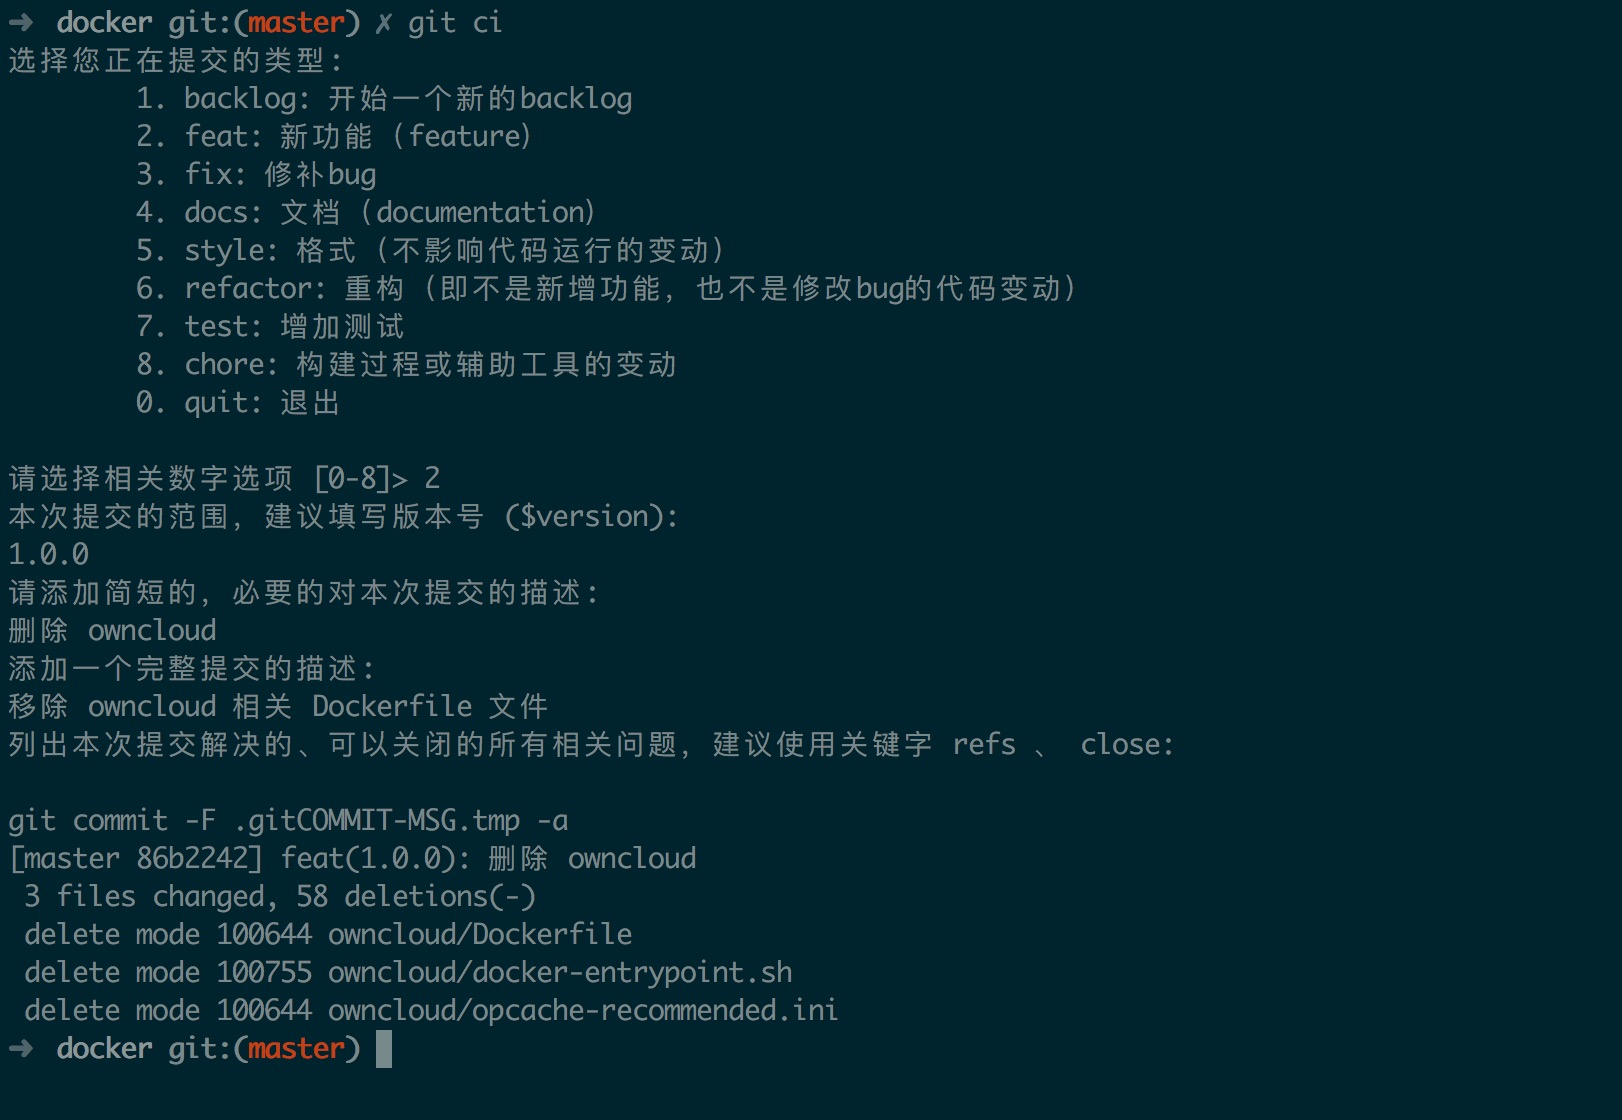 ➜  docker git:(master) ✗ git ci
选择您正在提交的类型：
        1. backlog: 开始一个新的backlog
        2. feat: 新功能（feature）
        3. fix: 修补bug
        4. docs: 文档（documentation）
        5. style: 格式（不影响代码运行的变动）
        6. refactor: 重构（即不是新增功能，也不是修改bug的代码变动）
        7. test: 增加测试
        8. chore: 构建过程或辅助工具的变动
        0. quit: 退出

请选择相关数字选项 [0-8]> 2
本次提交的范围，建议填写版本号 ($version):
1.0.0
请添加简短的，必要的对本次提交的描述：
删除 owncloud
添加一个完整提交的描述：
移除 owncloud 相关 Dockerfile 文件
列出本次提交解决的、可以关闭的所有相关问题，建议使用关键字 refs 、 close:

git commit -F .gitCOMMIT-MSG.tmp -a
[master 86b2242] feat(1.0.0): 删除 owncloud
 3 files changed, 58 deletions(-)
 delete mode 100644 owncloud/Dockerfile
 delete mode 100755 owncloud/docker-entrypoint.sh
 delete mode 100644 owncloud/opcache-recommended.ini
➜  docker git:(master)